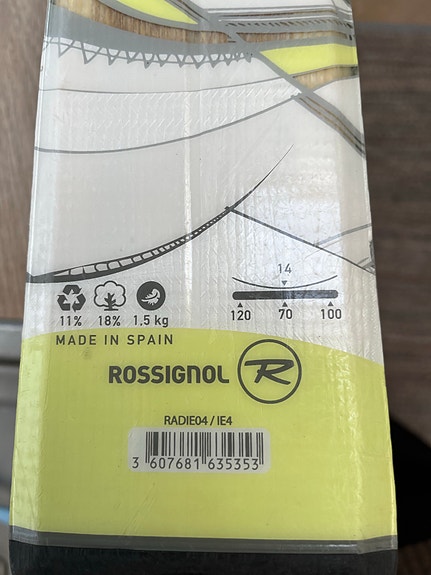 14
11% 18% 1,5 kg
120 70 100
MADE IN SPAIN
ROSSIGNOL R
RADIE04 / IE4
3 607681 635353